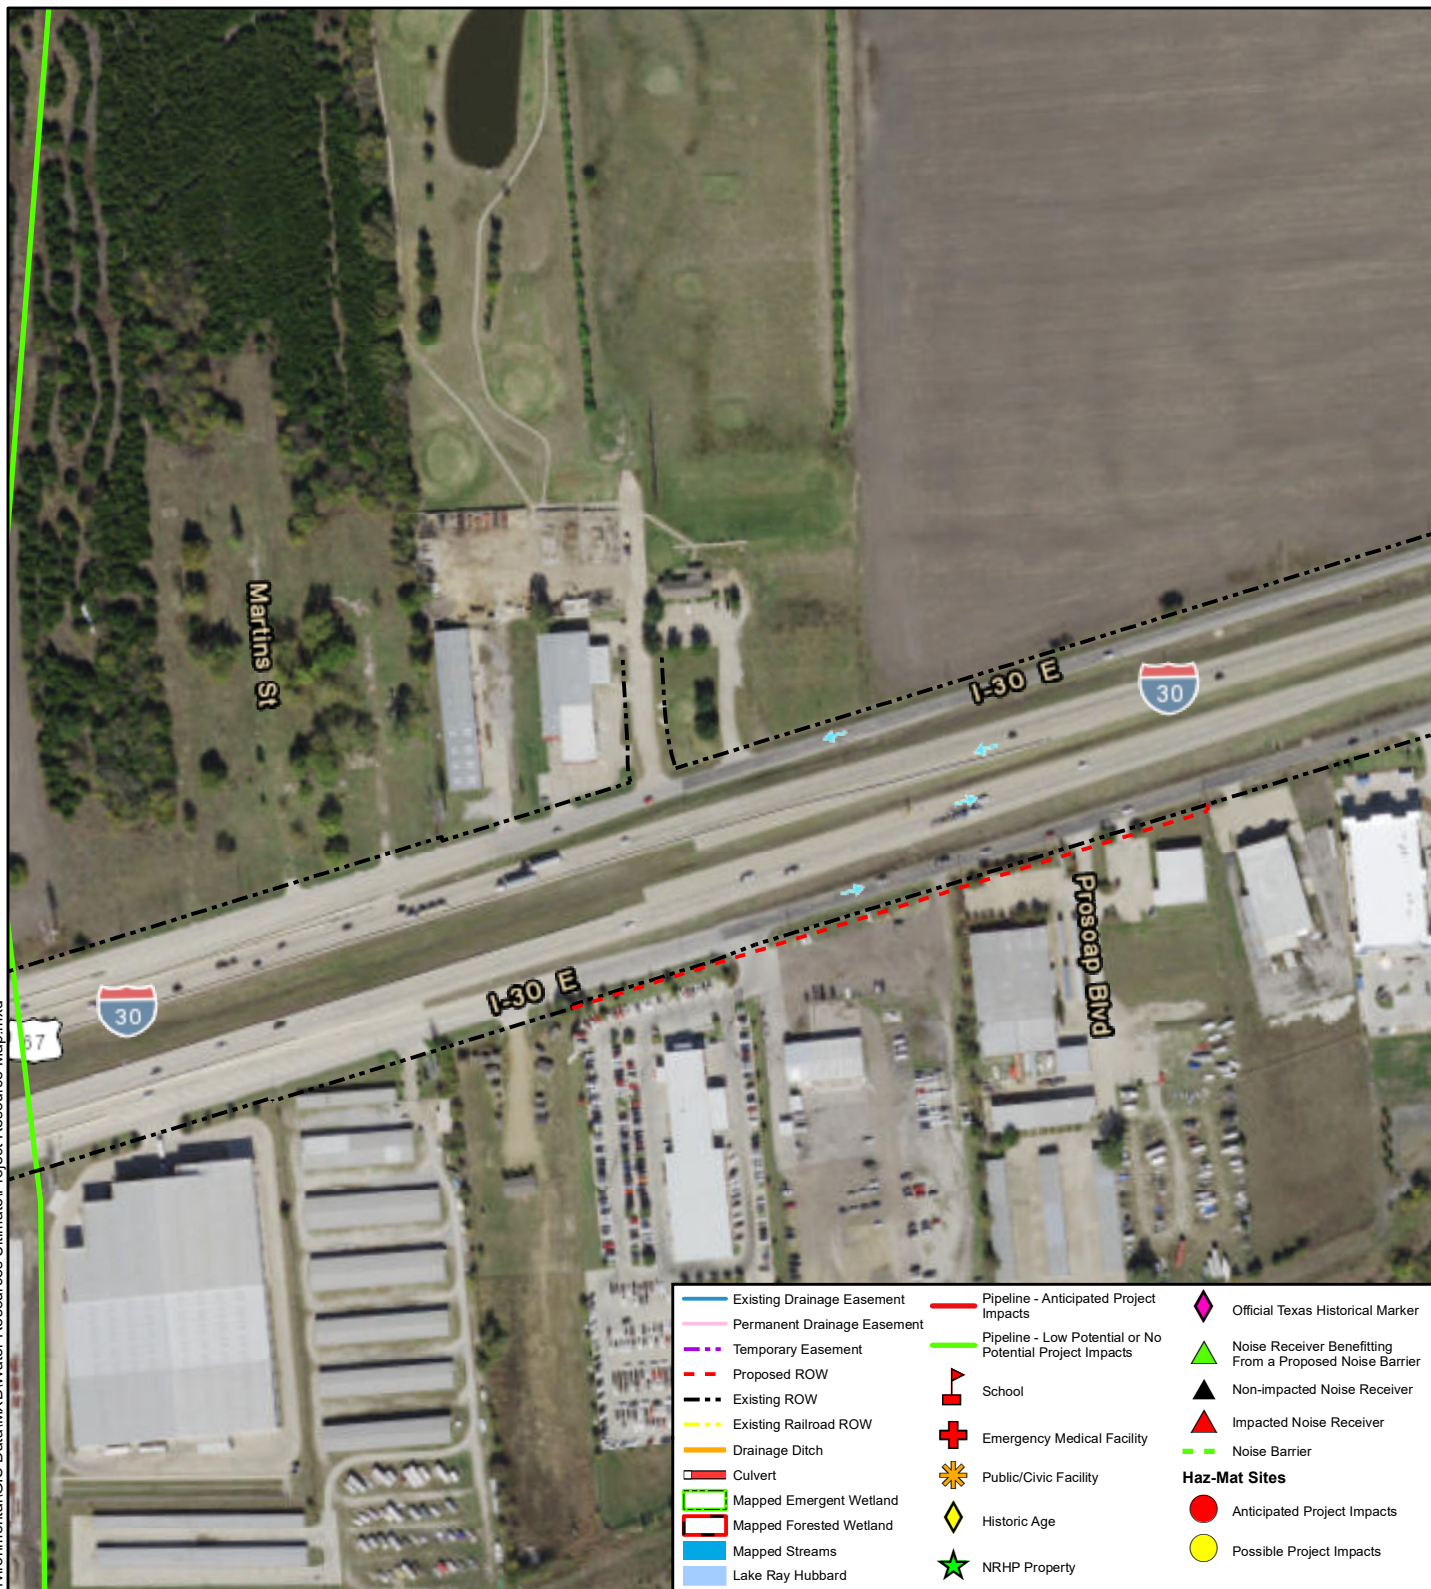 Martins St
I-30 E
30
I-30 E
30
67
Prosoap Blvd
Existing Drainage Easement
Permanent Drainage Easement
Temporary Easement
Proposed ROW
Existing ROW
Existing Railroad ROW
Drainage Ditch
Culvert
Mapped Emergent Wetland
Mapped Forested Wetland
Mapped Streams
Lake Ray Hubbard
Pipeline - Anticipated Project
Impacts
Pipeline - Low Potential or No
Potential Project Impacts
School
Emergency Medical Facility
Public/Civic Facility
Historic Age
NRHP Property
Official Texas Historical Marker
Noise Receiver Benefitting
From a Proposed Noise Barrier
Non-impacted Noise Receiver
Impacted Noise Receiver
Noise Barrier
Haz-Mat Sites
Anticipated Project Impacts
Possible Project Impacts